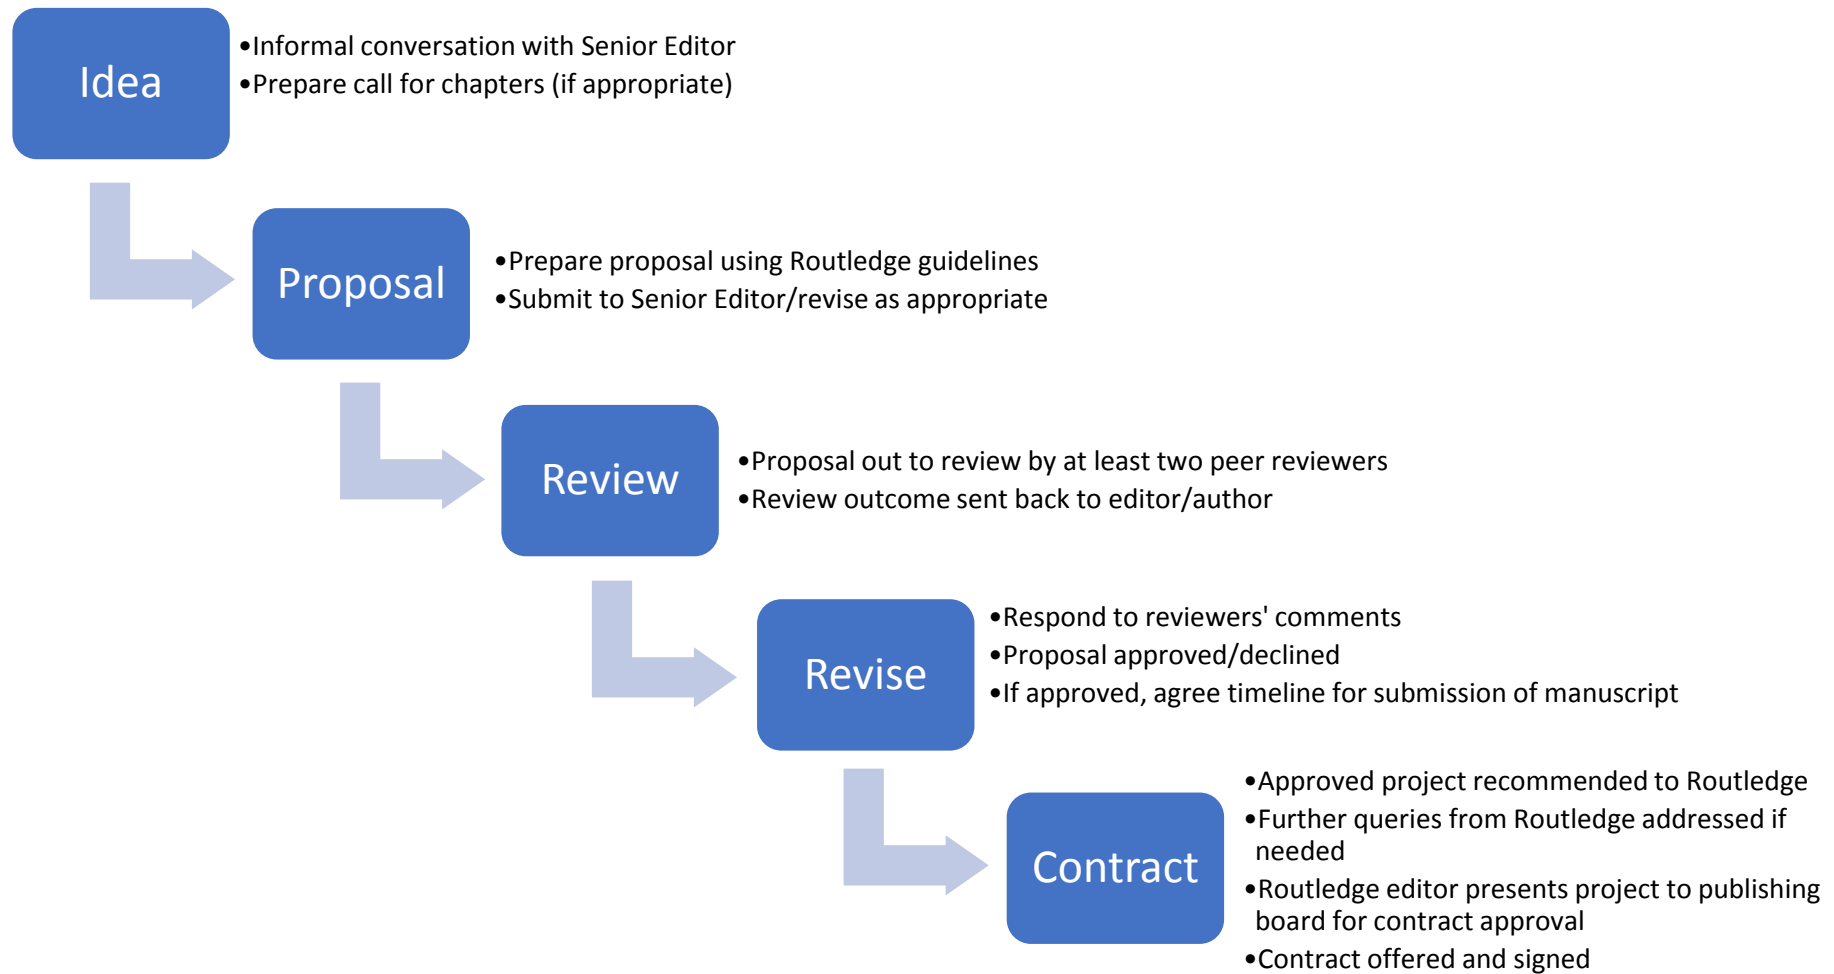 Idea
•Informal conversation with Senior Editor
•Prepare call for chapters (if appropriate)
Proposal
•Prepare proposal using Routledge guidelines
•Submit to Senior Editor/revise as appropriate
Review
•Proposal out to review by at least two peer reviewers
•Review outcome sent back to editor/author
Revise
•Respond to reviewers' comments
•Proposal approved/declined
•If approved, agree timeline for submission of manuscript
Contract
•Approved project recommended to Routledge
•Further queries from Routledge addressed if
needed
•Routledge editor presents project to publishing
board for contract approval
•Contract offered and signed